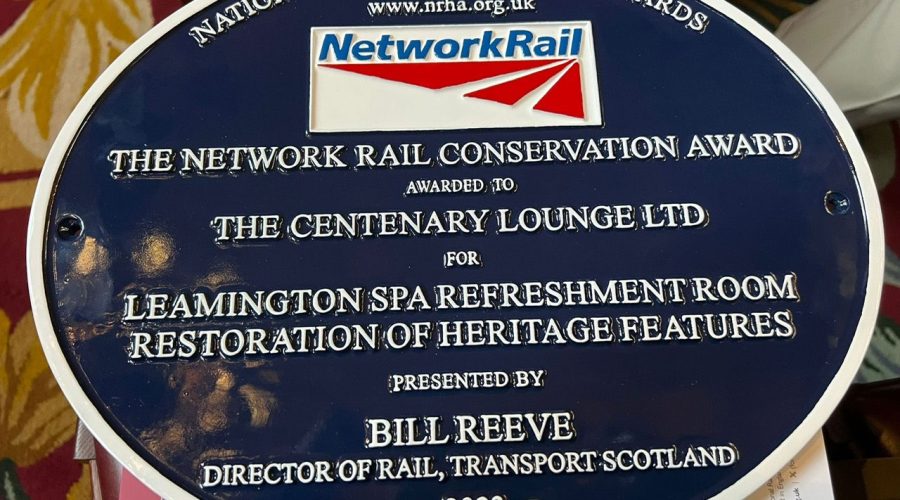 www.nrha.org.uk
NetworkRail
THE NETWORK RAIL CONSERVATION AWARD
AWARDED TO
THE CENTENARY LOUNGE LTD
FOR
LEAMINGTON SPA REFRESHMENT ROOM
RESTORATION OF HERITAGE FEATURES
PRESENTED BY
BILL REEVE
DIRECTOR OF RAIL, TRANSPORT SCOTLAND